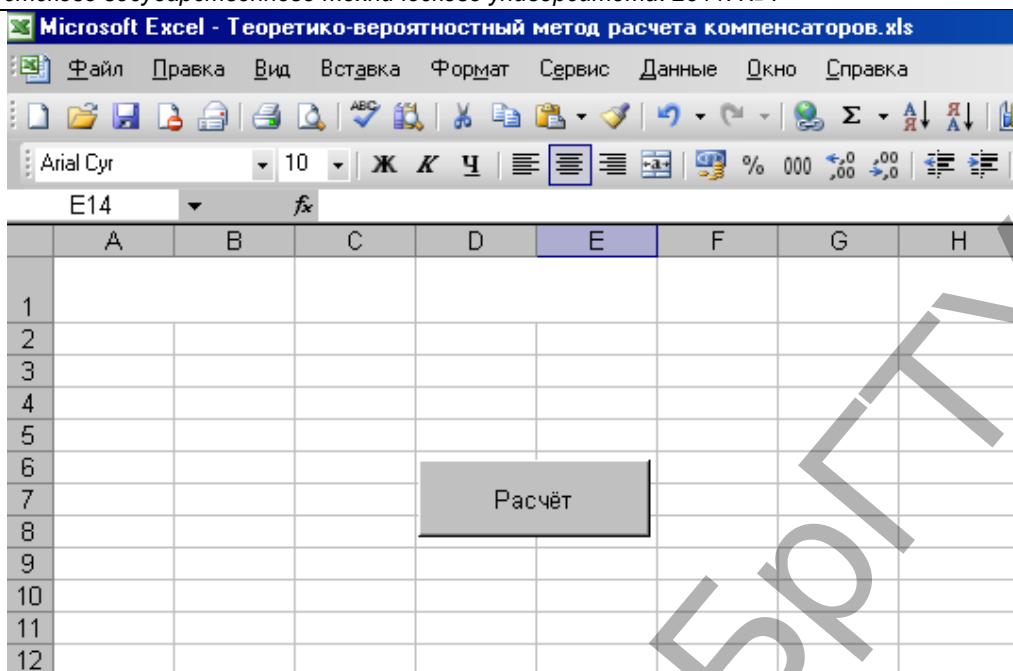 Microsoft Excel - Теоретико-вероятностный метод расчета компенсаторов.xls
Файл Правка Вид Вставка Формат Сервис Данные Окно Справка
Arial Cyr 10 Ж К Ч % 000
E14 fx
A B C D E F G H
1
2
3
4
5
6
7 Расчёт
8
9
10
11
12
БрГТУ